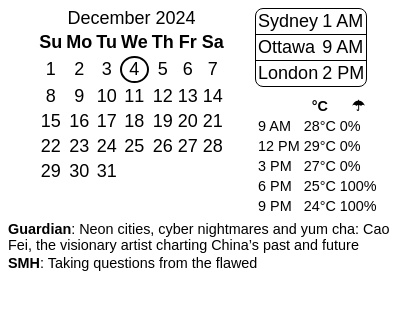 December 2024
Su Mo Tu We Th Fr Sa
1 2 3 4 5 6 7
8 9 10 11 12 13 14
15 16 17 18 19 20 21
22 23 24 25 26 27 28
29 30 31
Sydney 1 AM
Ottawa 9 AM
London 2 PM
°C ☂
9 AM 28°C 0%
12 PM 29°C 0%
3 PM 27°C 0%
6 PM 25°C 100%
9 PM 24°C 100%
Guardian: Neon cities, cyber nightmares and yum cha: Cao
Fei, the visionary artist charting China’s past and future
SMH: Taking questions from the flawed